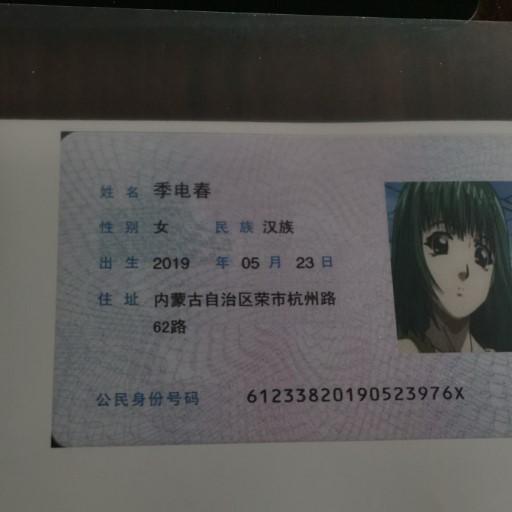 姓名 季电春
性别 女 民族 汉族
出生 2019 年 05 月 23 日
住址 内蒙古自治区荣市杭州路
62路
公民身份号码 61233820190523976X